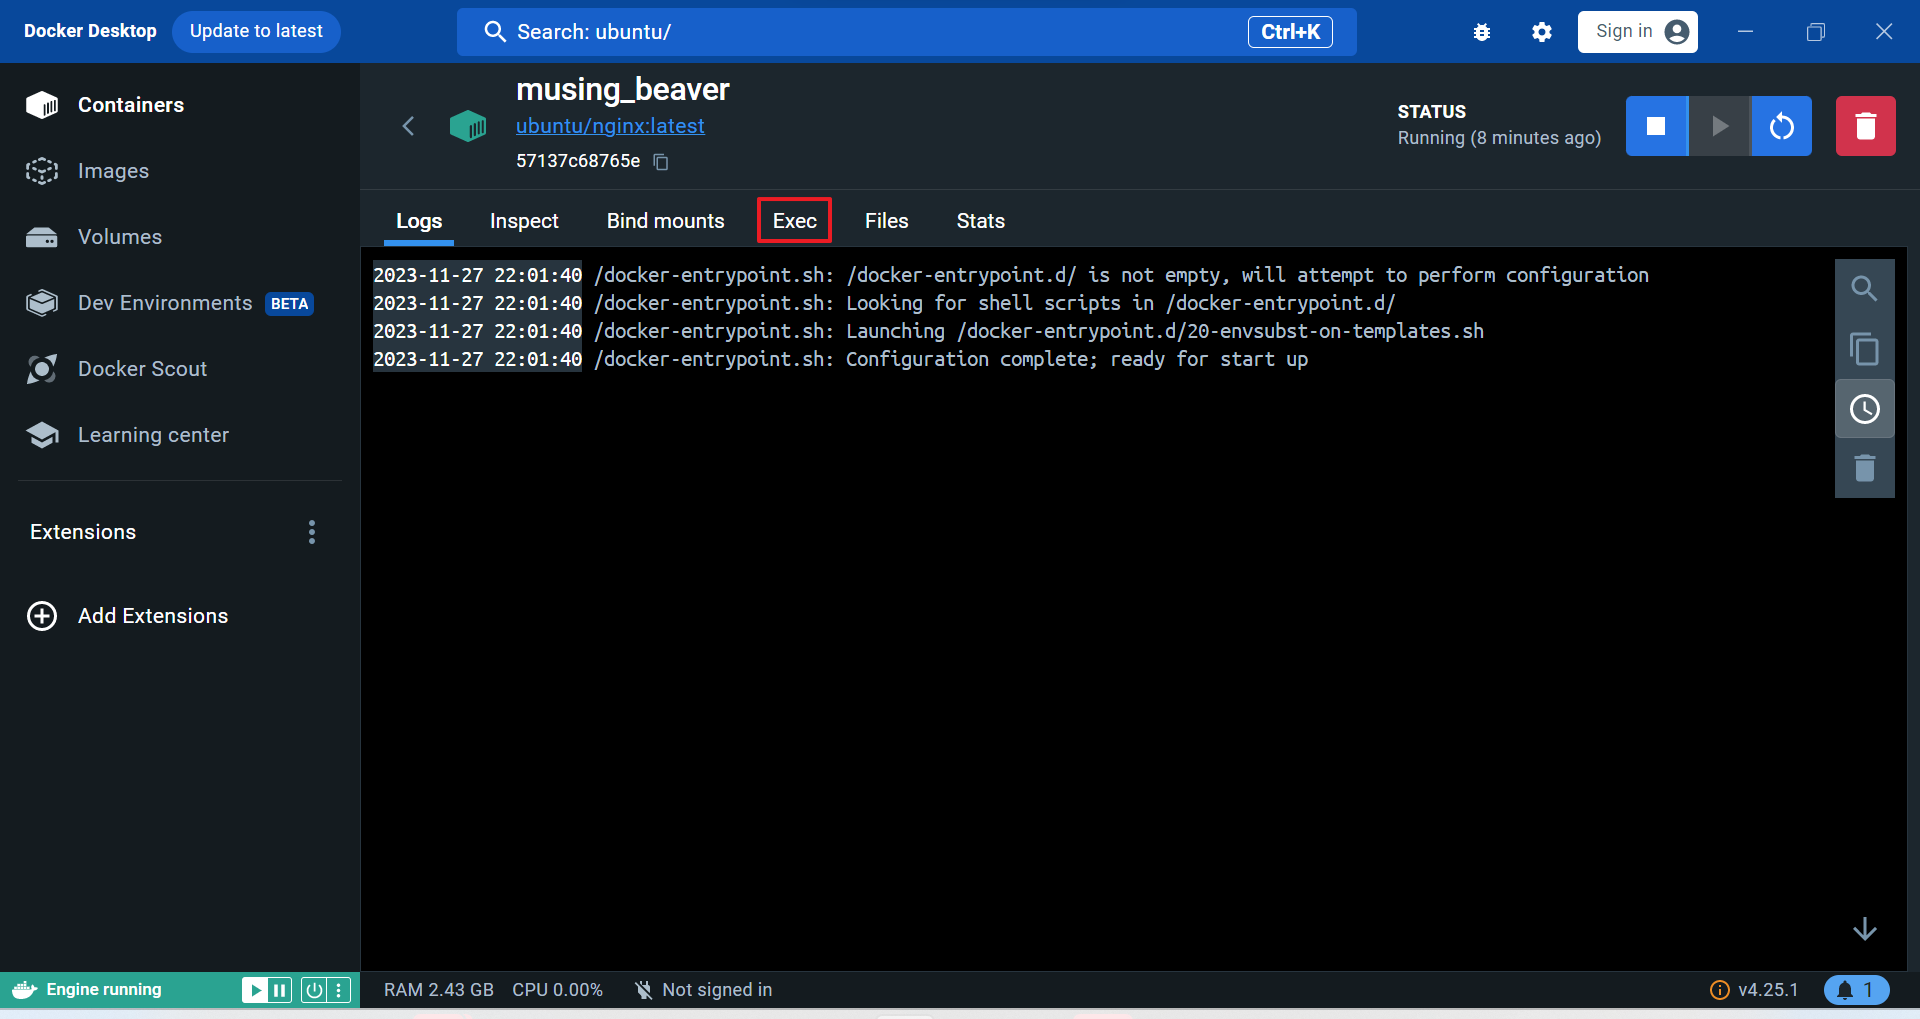 Docker Desktop
Update to latest
Search: ubuntu/
Ctrl+K
Sign in
Containers
Images
Volumes
Dev Environments BETA
Docker Scout
Learning center
Extensions
Add Extensions
musing_beaver
ubuntu/nginx:latest
57137c68765e
STATUS
Running (8 minutes ago)
Logs Inspect Bind mounts Exec Files Stats
2023-11-27 22:01:40 /docker-entrypoint.sh: /docker-entrypoint.d/ is not empty, will attempt to perform configuration
2023-11-27 22:01:40 /docker-entrypoint.sh: Looking for shell scripts in /docker-entrypoint.d/
2023-11-27 22:01:40 /docker-entrypoint.sh: Launching /docker-entrypoint.d/20-envsubst-on-templates.sh
2023-11-27 22:01:40 /docker-entrypoint.sh: Configuration complete; ready for start up
Engine running
RAM 2.43 GB CPU 0.00% Not signed in
v4.25.1
1